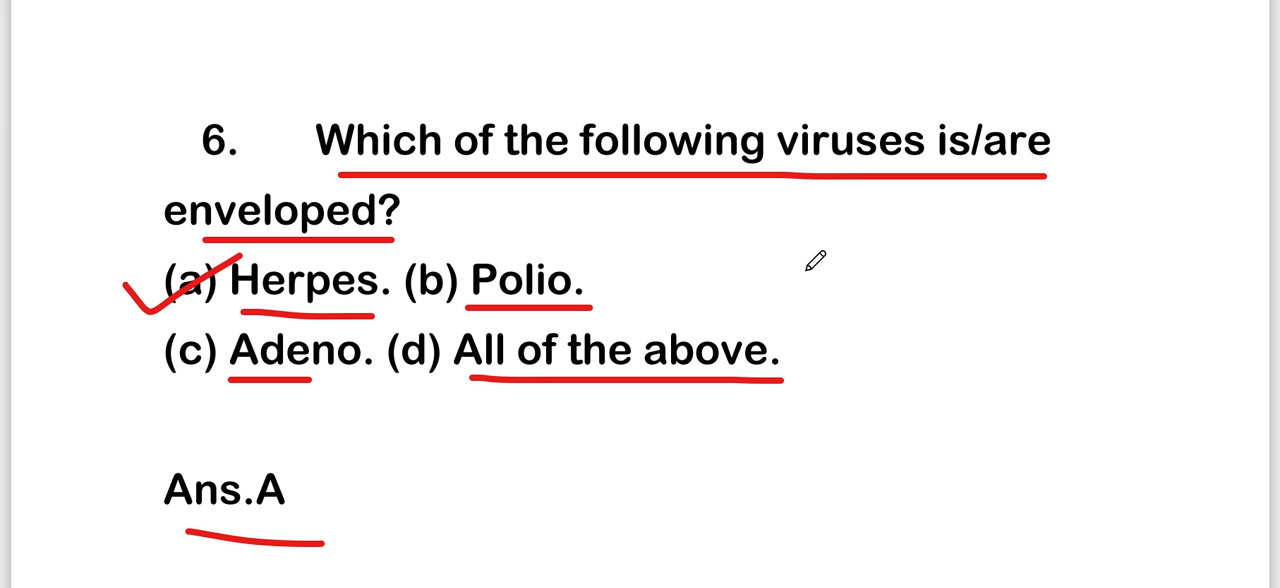 6. Which of the following viruses is/are
enveloped?
(a) Herpes. (b) Polio.
(c) Adeno. (d) All of the above.
Ans.A